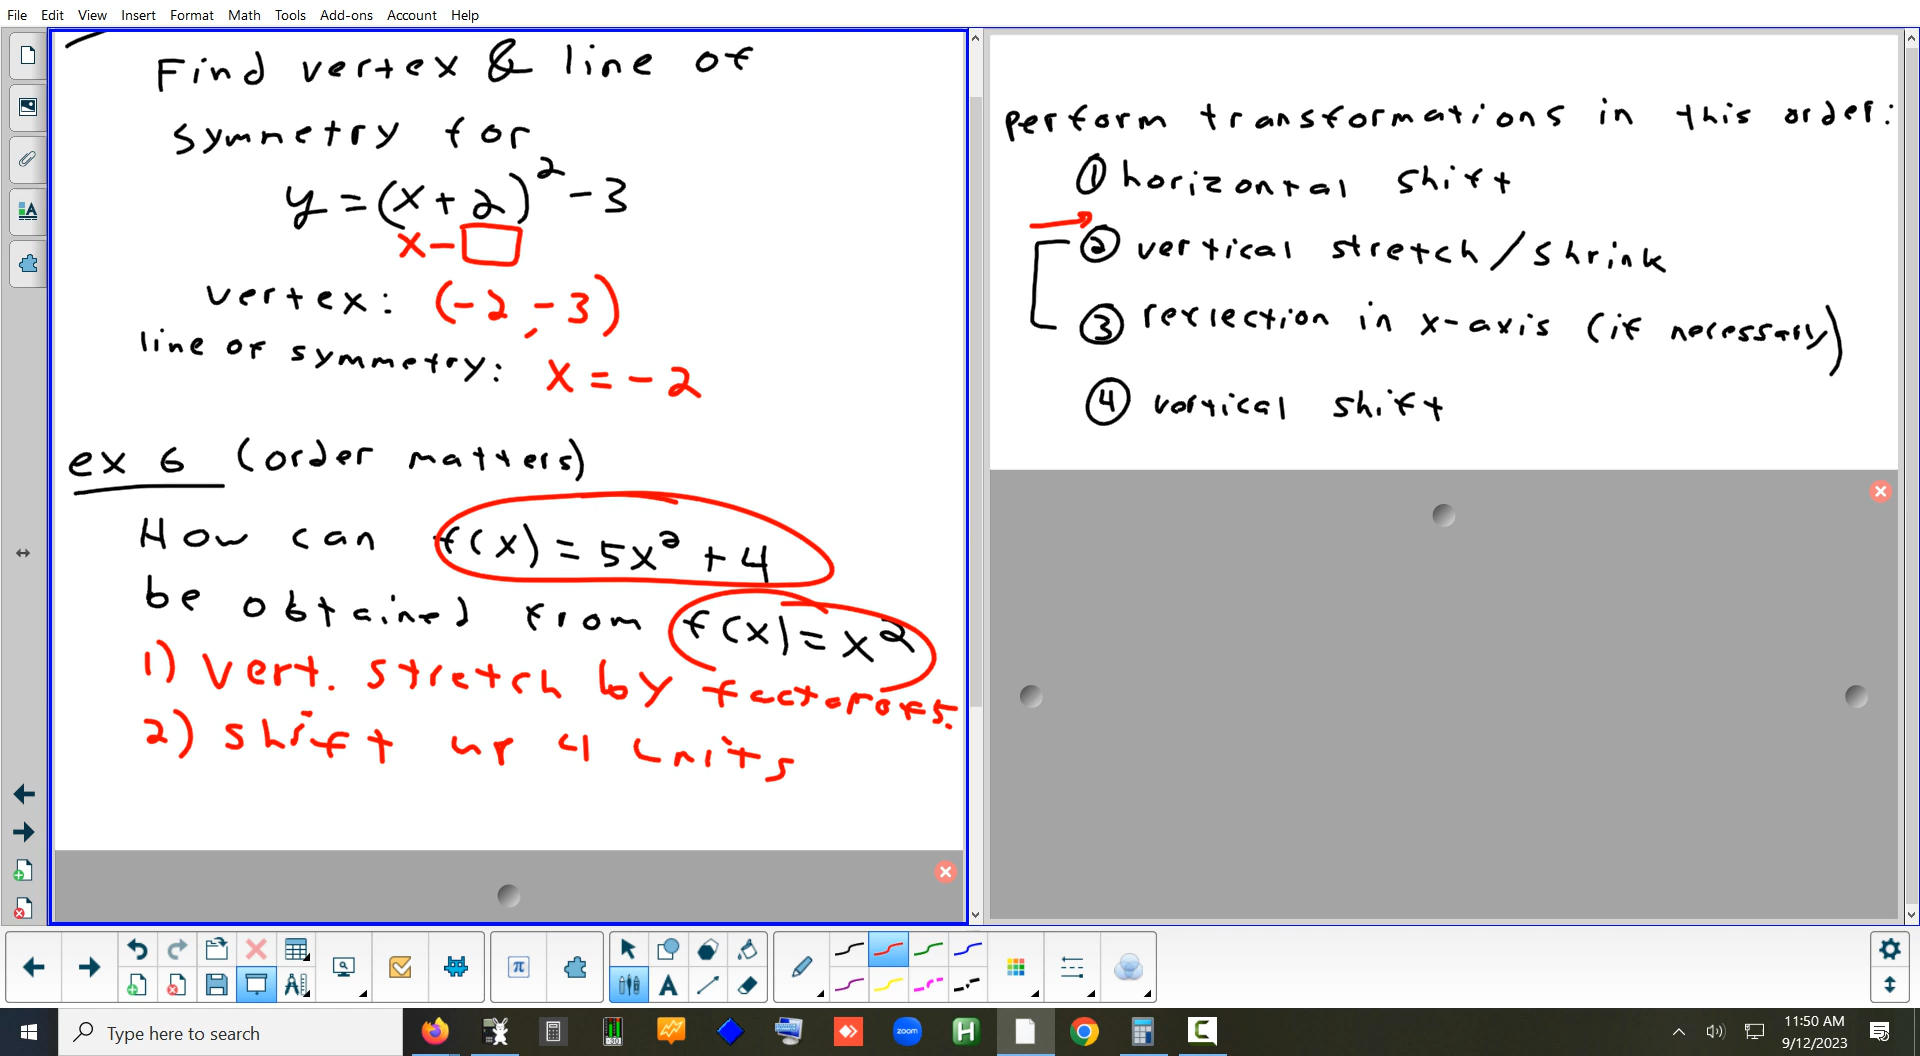 File Edit View Insert Format Math Tools Add-ons Account Help
Find vertex & line of
symmetry for
y = (x + 2)² - 3
x - □
vertex: (-2, -3)
line of symmetry: x = -2
ex 6 (order matters)
How can f(x) = 5x² + 4
be obtained from f(x) = x²
1) vert. stretch by factor of 5.
2) shift up 4 units
perform transformations in this order:
① horizontal shift
② vertical stretch/shrink
③ reflection in x-axis (if necessary)
④ vertical shift
A
π
A
Type here to search
zoom
H
C
11:50 AM
9/12/2023